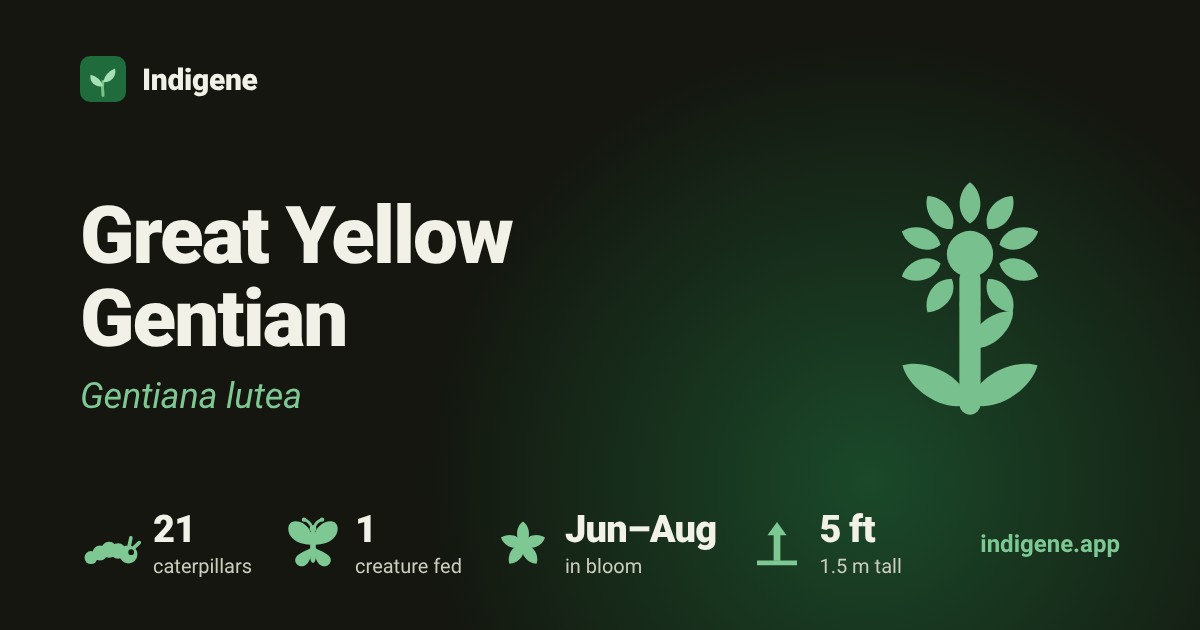 Indigene
Great Yellow
Gentian
Gentiana lutea
21
caterpillars
1
creature fed
Jun–Aug
in bloom
5 ft
1.5 m tall
indigene.app